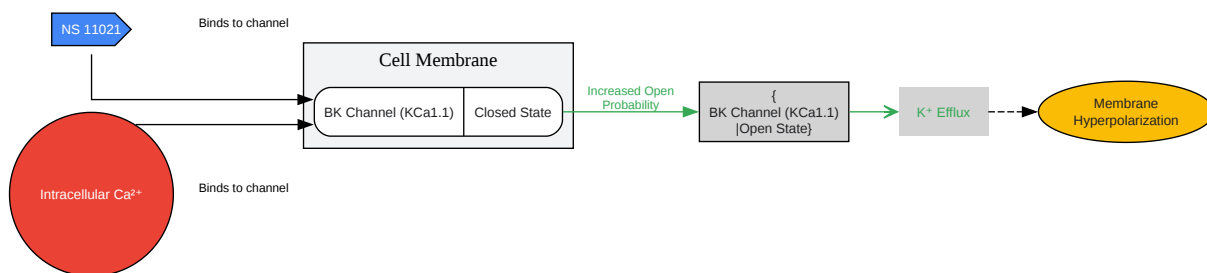 NS 11021
Binds to channel
Cell Membrane
BK Channel (KCa1.1)
Closed State
Increased Open
Probability
{
BK Channel (KCa1.1)
|Open State}
K⁺ Efflux
Membrane
Hyperpolarization
Intracellular Ca²⁺
Binds to channel